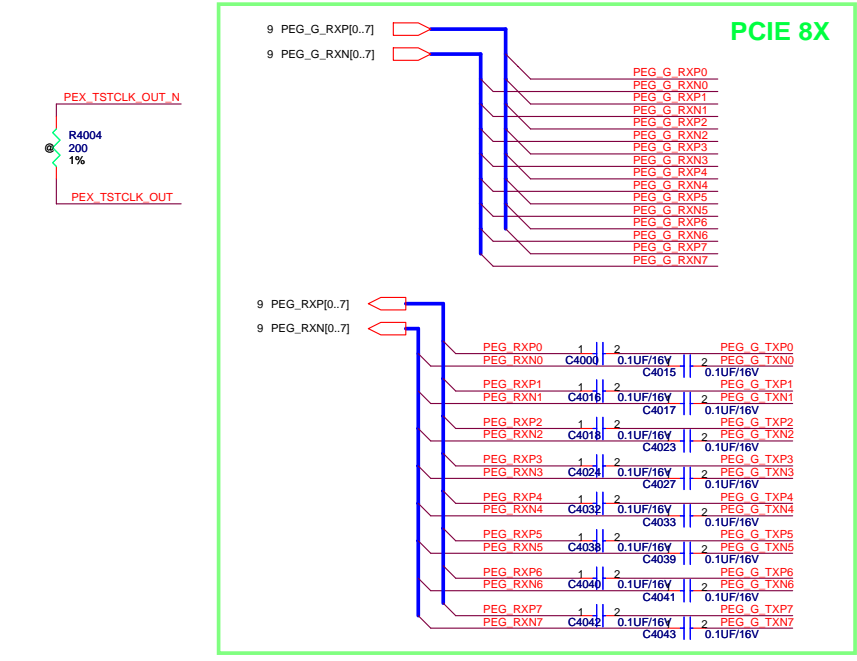 PCIE 8X
9 PEG_G_RXP[0..7]
9 PEG_G_RXN[0..7]
PEG_G_RXP0
PEG_G_RXN0
PEG_G_RXP1
PEG_G_RXN1
PEG_G_RXP2
PEG_G_RXN2
PEG_G_RXP3
PEG_G_RXN3
PEG_G_RXP4
PEG_G_RXN4
PEG_G_RXP5
PEG_G_RXN5
PEG_G_RXP6
PEG_G_RXN6
PEG_G_RXP7
PEG_G_RXN7
PEX_TSTCLK_OUT_N
R4004
@ 200
1%
PEX_TSTCLK_OUT
9 PEG_RXP[0..7]
9 PEG_RXN[0..7]
PEG_RXP0 1 2 PEG_G_TXP0
PEG_RXN0 C4000 0.1UF/16V 1 2 PEG_G_TXN0
C4015 0.1UF/16V
PEG_RXP1 1 2 PEG_G_TXP1
PEG_RXN1 C4016 0.1UF/16V 1 2 PEG_G_TXN1
C4017 0.1UF/16V
PEG_RXP2 1 2 PEG_G_TXP2
PEG_RXN2 C4018 0.1UF/16V 1 2 PEG_G_TXN2
C4023 0.1UF/16V
PEG_RXP3 1 2 PEG_G_TXP3
PEG_RXN3 C4024 0.1UF/16V 1 2 PEG_G_TXN3
C4027 0.1UF/16V
PEG_RXP4 1 2 PEG_G_TXP4
PEG_RXN4 C4032 0.1UF/16V 1 2 PEG_G_TXN4
C4033 0.1UF/16V
PEG_RXP5 1 2 PEG_G_TXP5
PEG_RXN5 C4038 0.1UF/16V 1 2 PEG_G_TXN5
C4039 0.1UF/16V
PEG_RXP6 1 2 PEG_G_TXP6
PEG_RXN6 C4040 0.1UF/16V 1 2 PEG_G_TXN6
C4041 0.1UF/16V
PEG_RXP7 1 2 PEG_G_TXP7
PEG_RXN7 C4042 0.1UF/16V 1 2 PEG_G_TXN7
C4043 0.1UF/16V